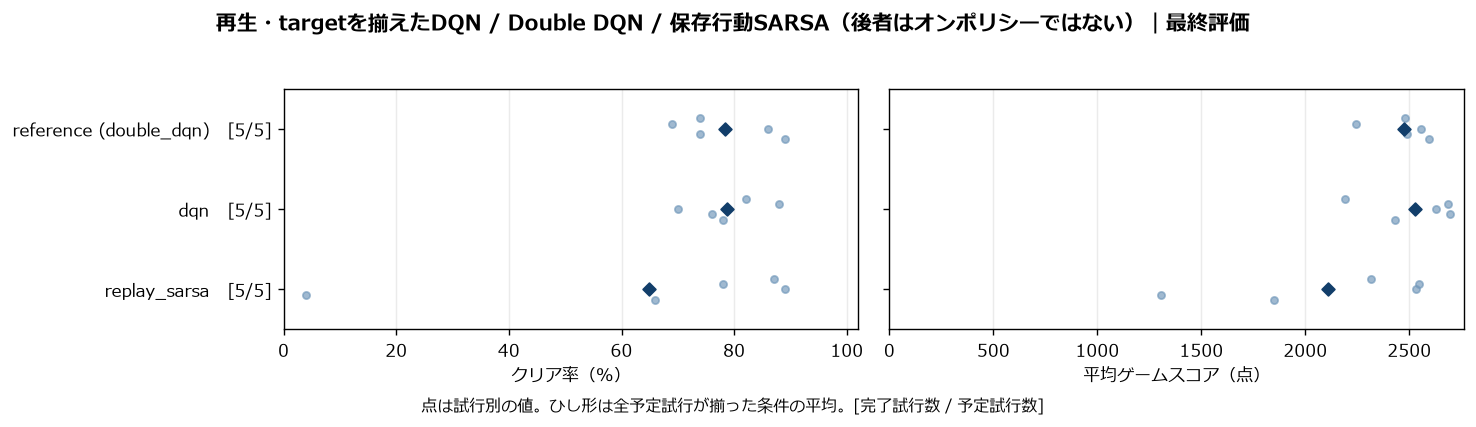 再生・targetを揃えたDQN / Double DQN / 保存行動SARSA（後者はオンポリシーではない）｜最終評価
reference (double_dqn) [5/5]
dqn [5/5]
replay_sarsa [5/5]
0 20 40 60 80 100
クリア率（%）
0 500 1000 1500 2000 2500
平均ゲームスコア（点）
点は試行別の値。ひし形は全予定試行が揃った条件の平均。[完了試行数 / 予定試行数]